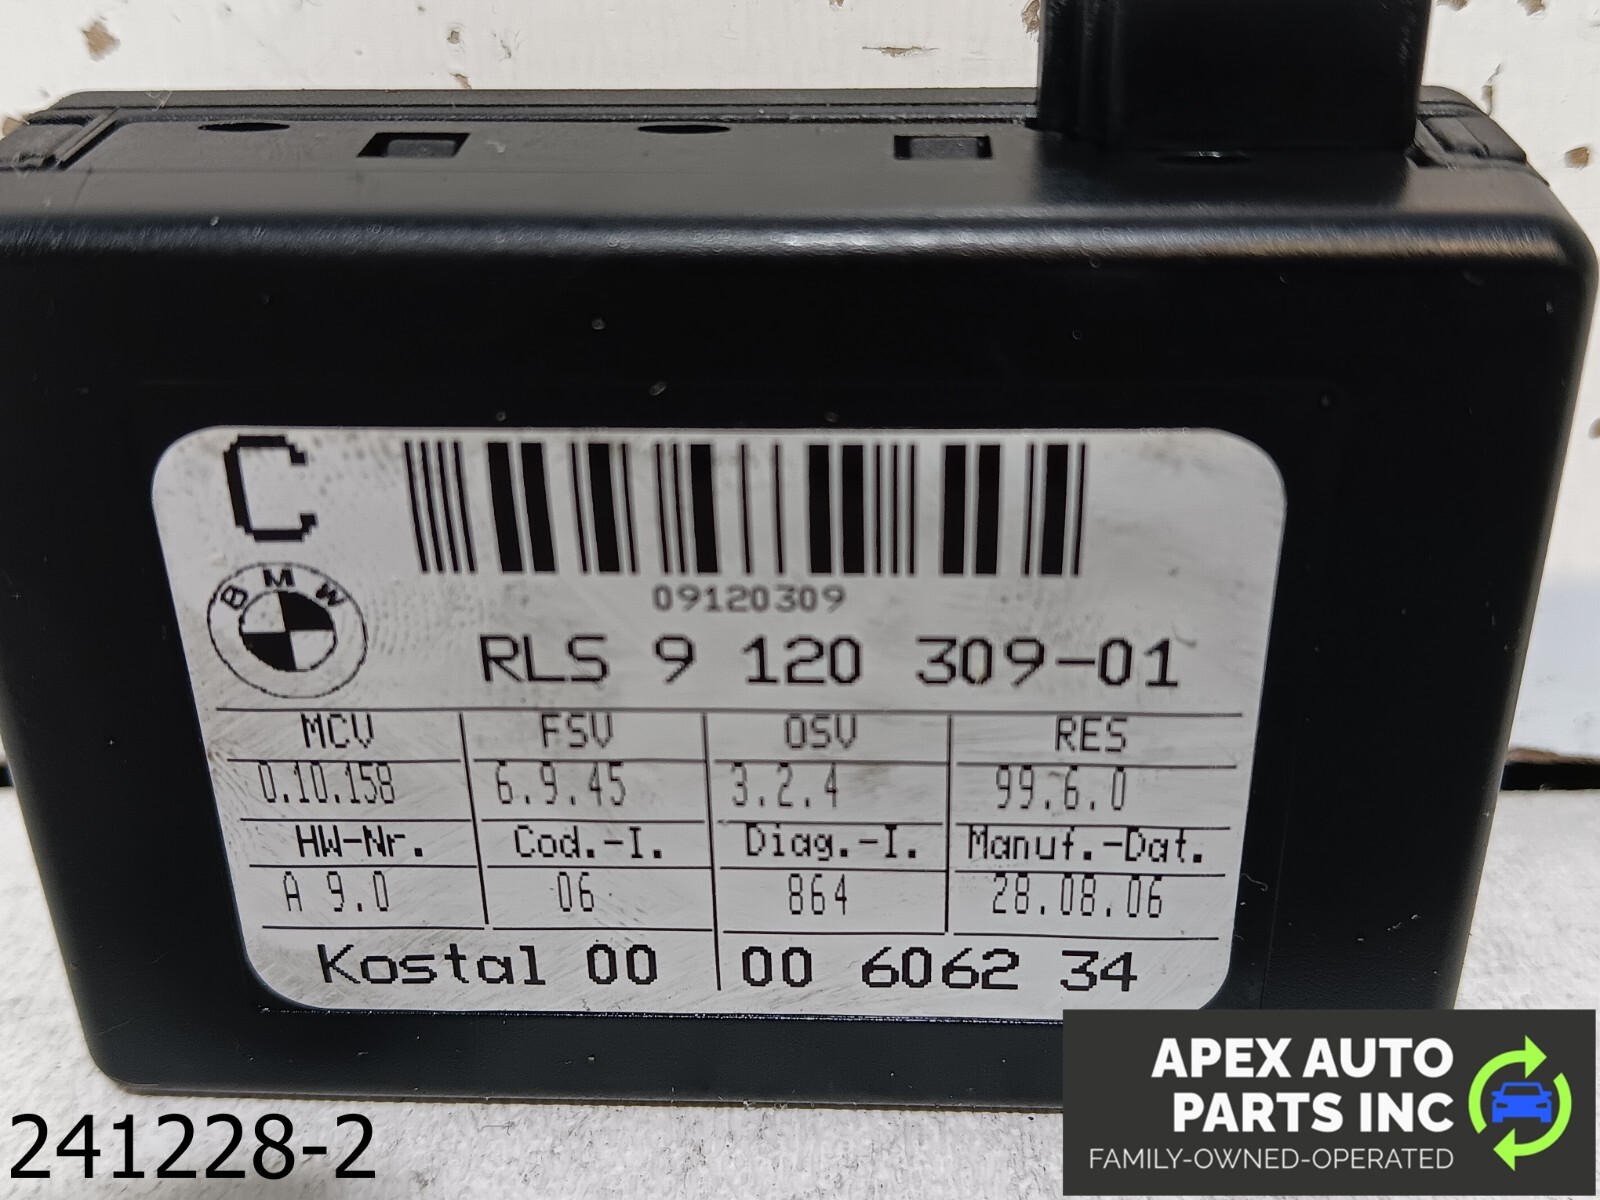 C
09120309
BMW
RLS 9 120 309-01
MCV FSV OSV RES
0.10.158 6.9.45 3.2.4 99.6.0
HW-Nr. Cod.-I. Diag.-I. Manuf.-Dat.
A 9.0 06 864 28.08.06
Kostal 00 00 6062 34
241228-2
APEX AUTO
PARTS INC
FAMILY-OWNED-OPERATED